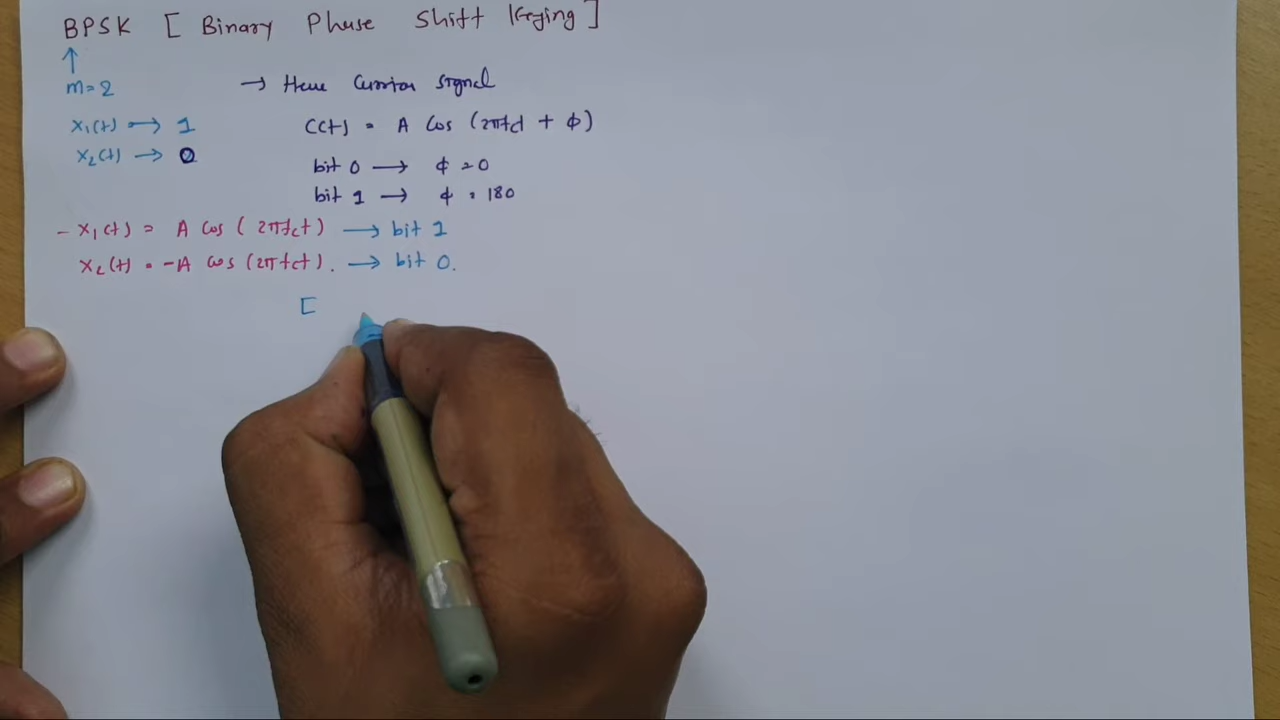 BPSK [ Binary Phase Shift Keying ]
↑
m=2
→ Here Carrier signal
x₁(t) → 1
C(t) = A Cos (2πfct + ϕ)
x₂(t) → 0
bit 0 → ϕ = 0
bit 1 → ϕ = 180
- x₁(t) = A Cos ( 2πfct) → bit 1
x₂(t) = -A Cos (2πfct). → bit 0.
[